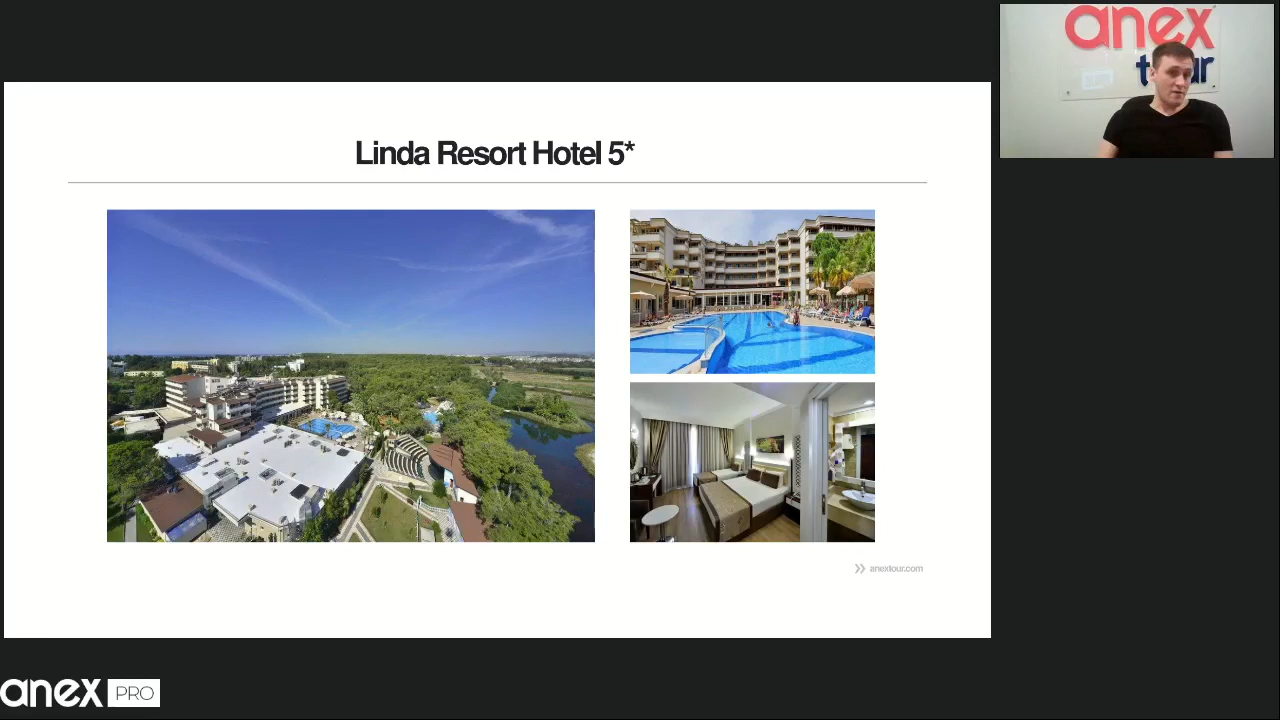 anex
tour
Linda Resort Hotel 5*
anextour.com
anex PRO